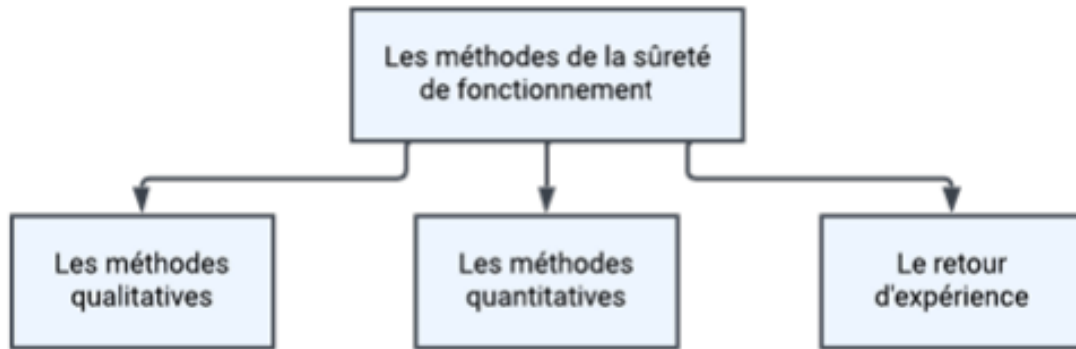 Les méthodes de la sûreté
de fonctionnement
Les méthodes
qualitatives
Les méthodes
quantitatives
Le retour
d'expérience